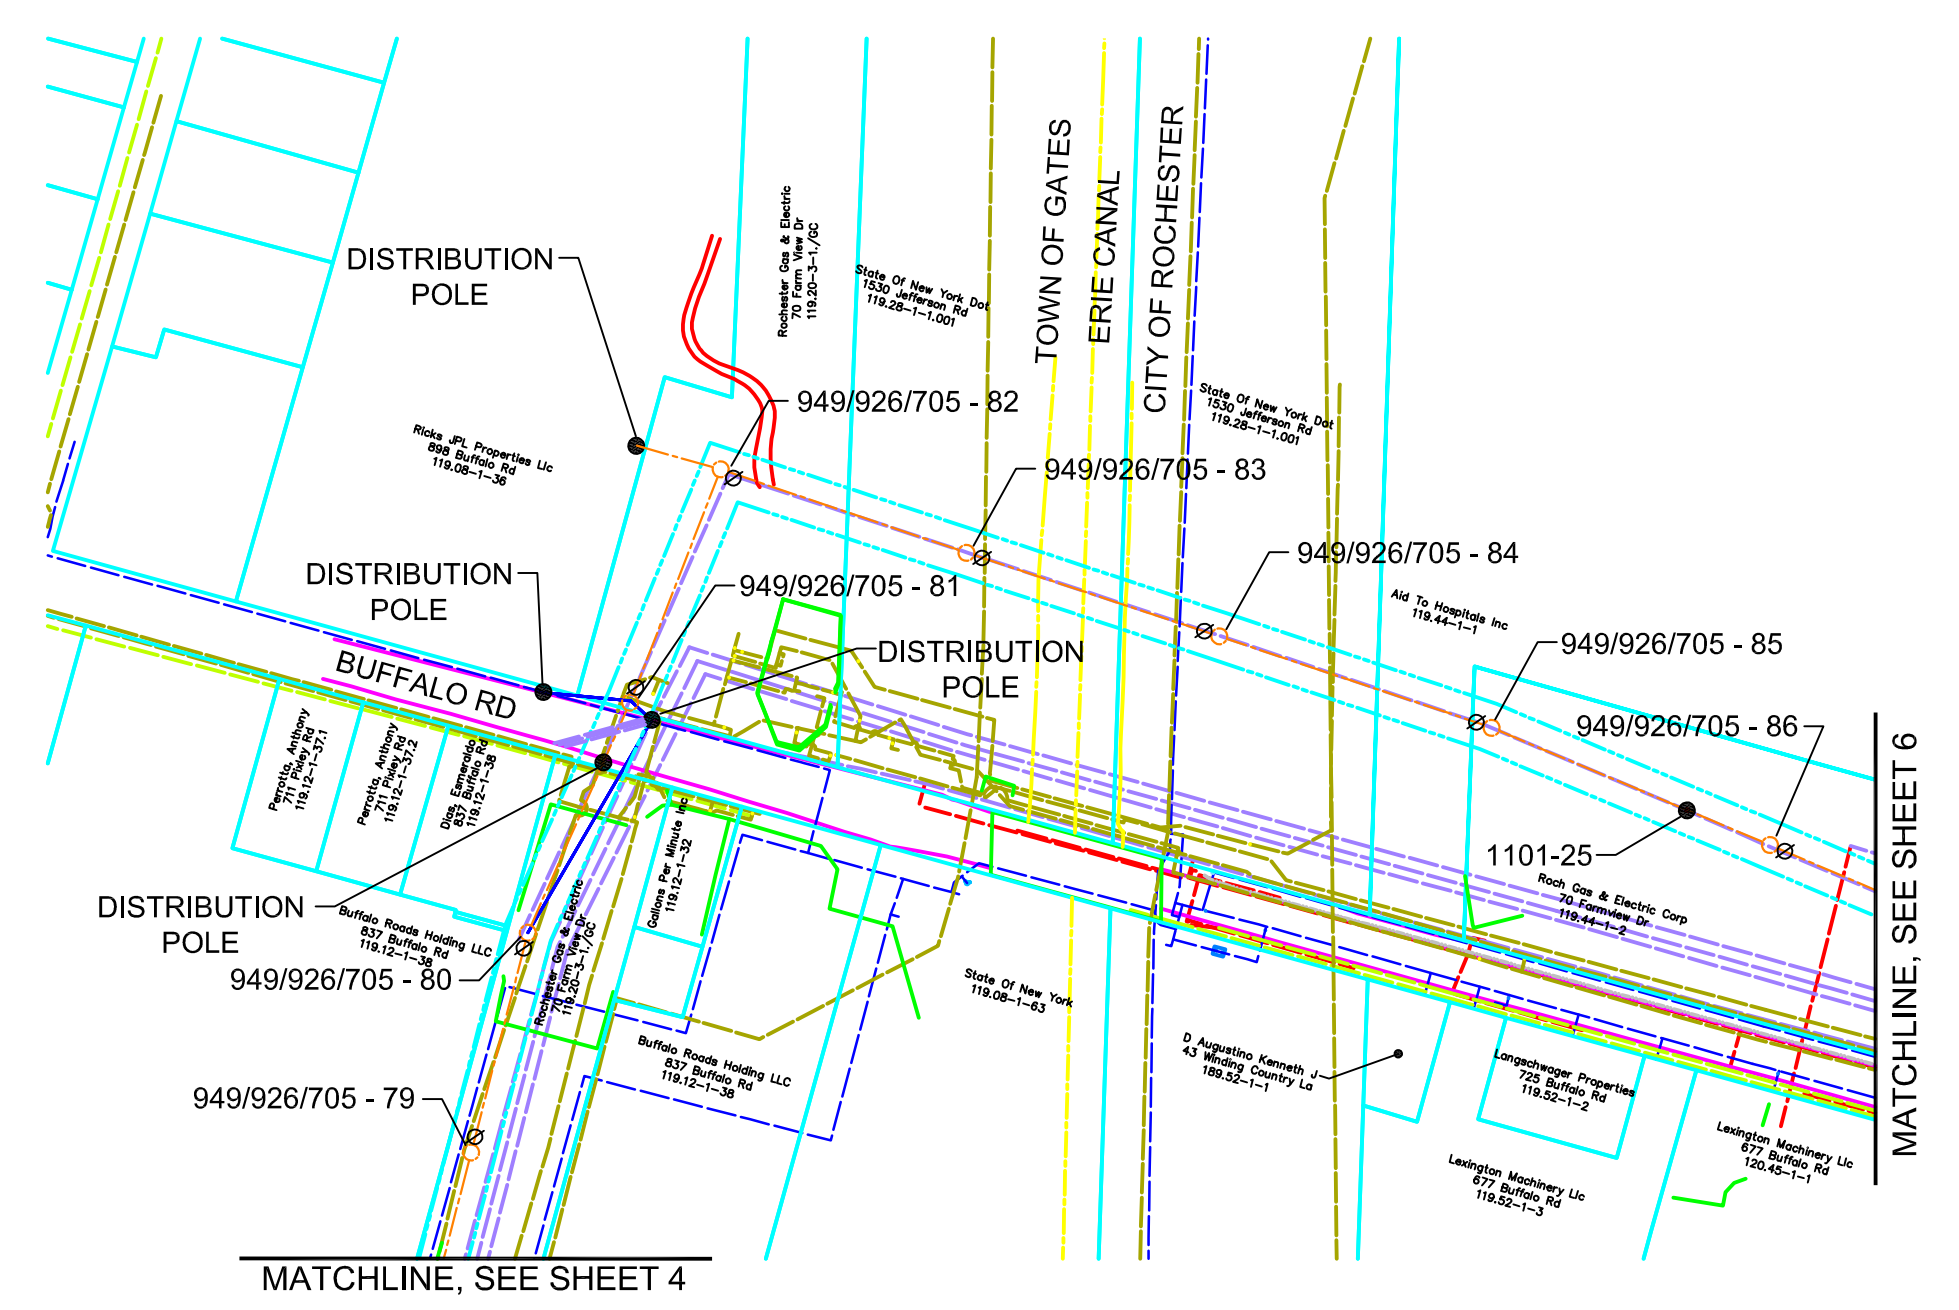 TOWN OF GATES
ERIE CANAL
CITY OF ROCHESTER
Rochester Gas & Electric
70 Farm View Dr
119.20-3-1./GC
State Of New York Dot
1530 Jefferson Rd
119.28-1-1.001
DISTRIBUTION
POLE
949/926/705 - 82
State Of New York Dot
1530 Jefferson Rd
119.28-1-1.001
Ricks JPL Properties Llc
898 Buffalo Rd
119.08-1-36
949/926/705 - 83
949/926/705 - 84
DISTRIBUTION
POLE
949/926/705 - 81
Aid To Hospitals Inc
119.44-1-1
949/926/705 - 85
DISTRIBUTION
POLE
BUFFALO RD
949/926/705 - 86
Perrotta, Anthony
711 Pixley Rd
119.12-1-37.1
Perrotta, Anthony
711 Pixley Rd
119.12-1-37.2
Dias, Esmeraldo
837 Buffalo Rd
119.12-1-38
Gallons Per Minute Inc
119.12-1-32
1101-25
Roch Gas & Electric Corp
70 Farmview Dr
119.44-1-2
MATCHLINE, SEE SHEET 6
DISTRIBUTION
POLE
Buffalo Roads Holding LLC
837 Buffalo Rd
119.12-1-38
949/926/705 - 80
Rochester Gas & Electric
70 Farm View Dr
119.20-3-1./GC
State Of New York
119.08-1-63
Buffalo Roads Holding LLC
837 Buffalo Rd
119.12-1-38
D Augustino Kenneth J
43 Winding Country La
189.52-1-1
Langschwager Properties
725 Buffalo Rd
119.52-1-2
949/926/705 - 79
Lexington Machinery Llc
677 Buffalo Rd
120.45-1-1
Lexington Machinery Llc
677 Buffalo Rd
119.52-1-3
MATCHLINE, SEE SHEET 4